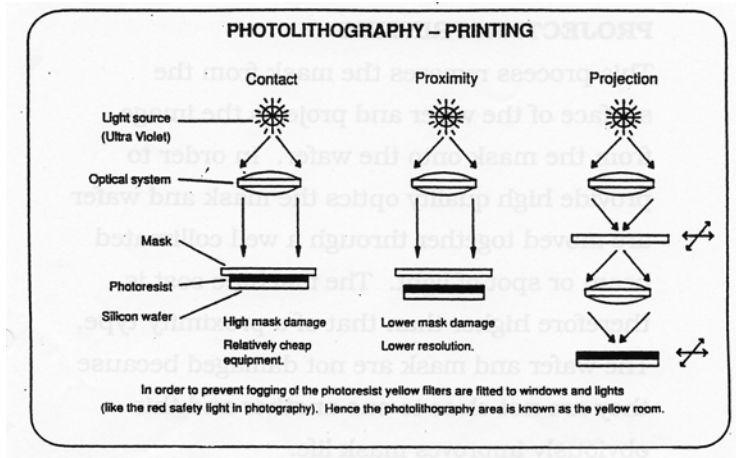 PHOTOLITHOGRAPHY – PRINTING
Contact
Proximity
Projection
Light source
(Ultra Violet)
Optical system
Mask
Photoresist
Silicon wafer
High mask damage
Relatively cheap
equipment.
Lower mask damage
Lower resolution.
In order to prevent fogging of the photoresist yellow filters are fitted to windows and lights
(like the red safety light in photography). Hence the photolithography area is known as the yellow room.